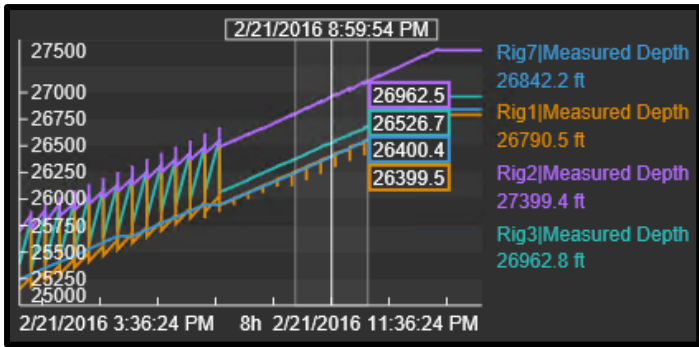 2/21/2016 8:59:54 PM
27500
27000
26750
26500
26250
26000
25750
25500
25250
25000
26962.5
26526.7
26400.4
26399.5
Rig7|Measured Depth
26842.2 ft
Rig1|Measured Depth
26790.5 ft
Rig2|Measured Depth
27399.4 ft
Rig3|Measured Depth
26962.8 ft
2/21/2016 3:36:24 PM 8h 2/21/2016 11:36:24 PM